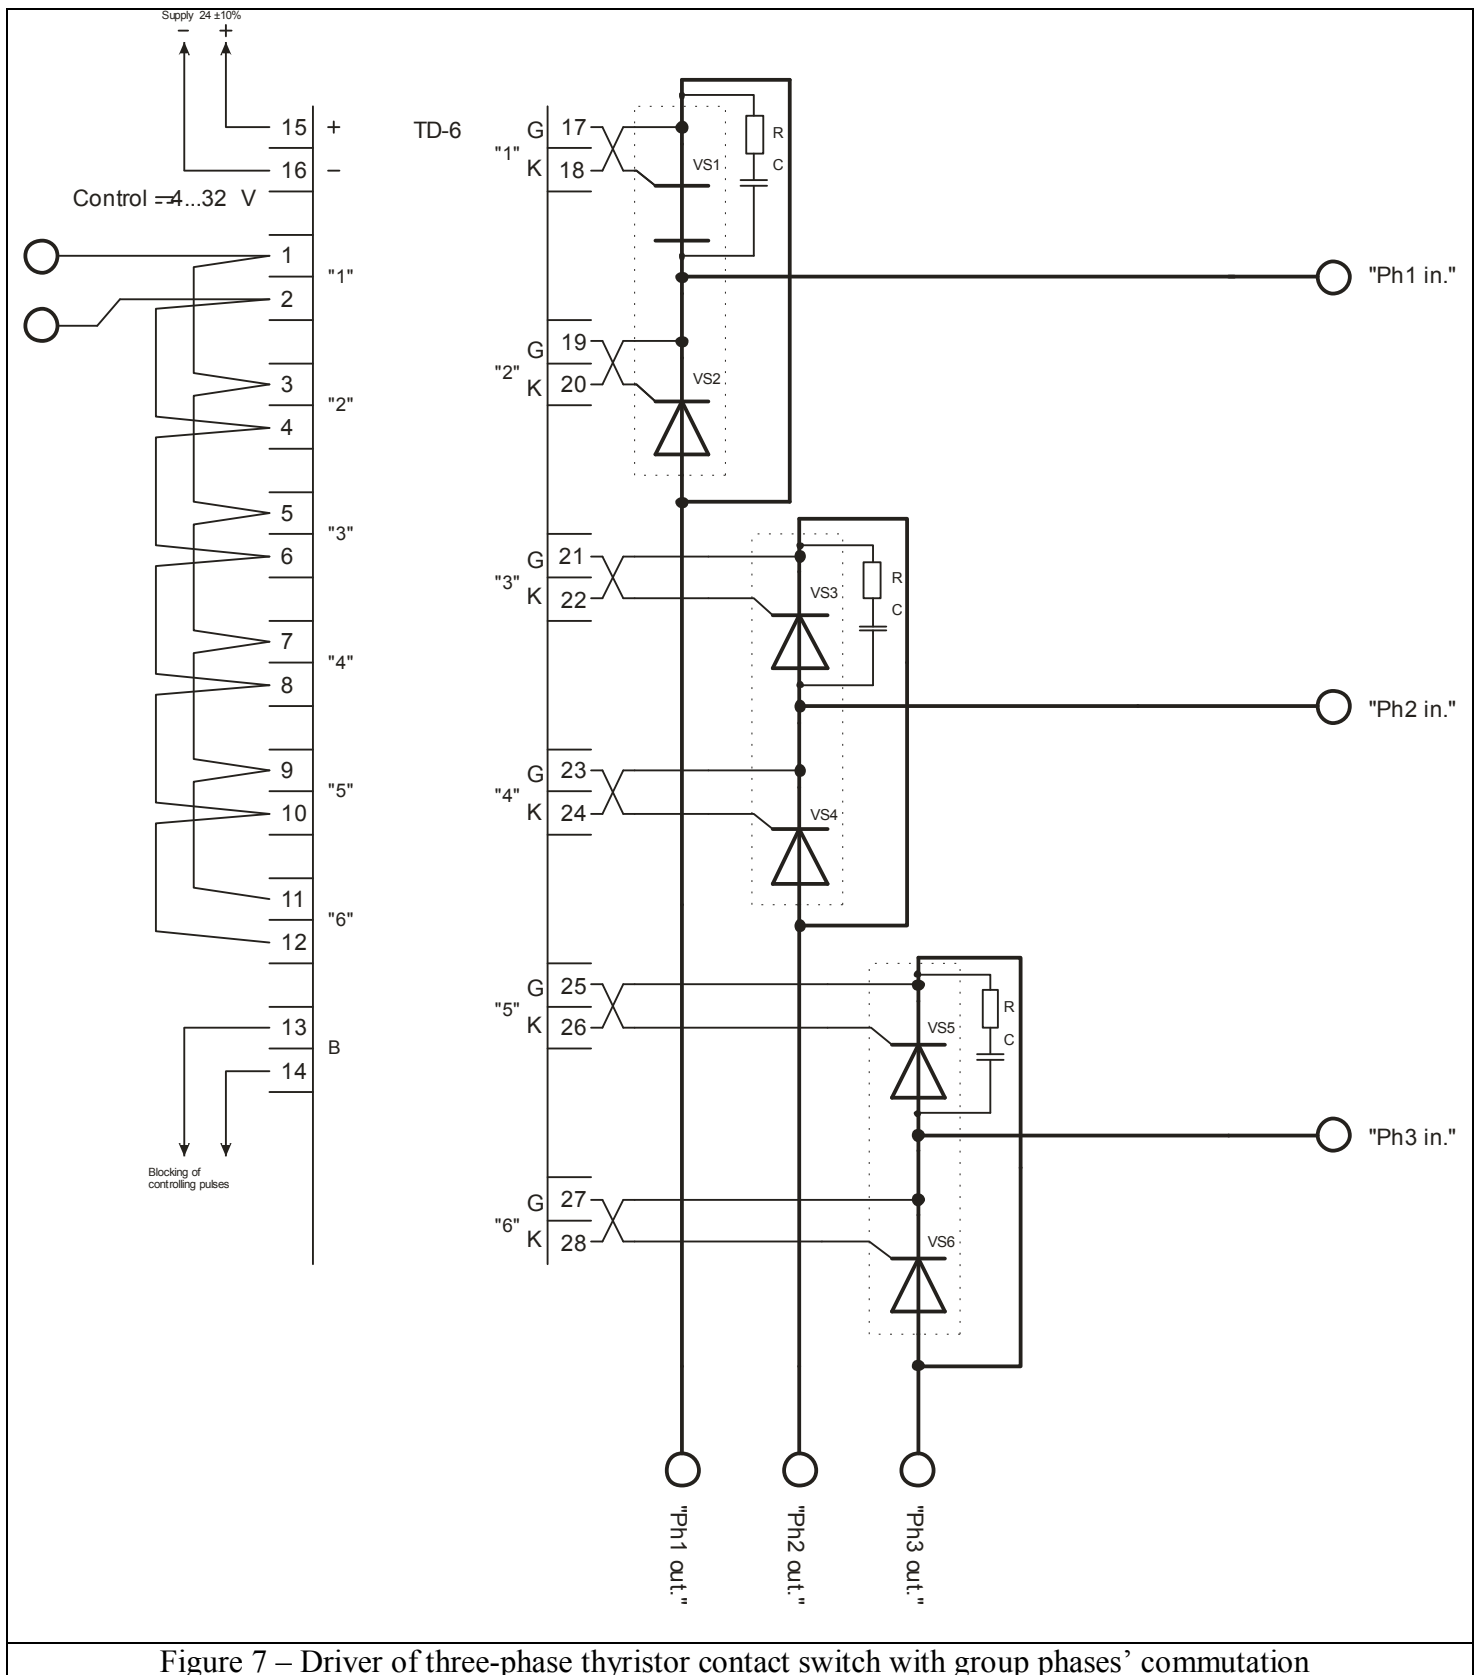 Supply 24 ±10%
− +
15 +
16 −
TD-6
Control =4...32 V
1
"1"
2
3
"2"
4
5
"3"
6
7
"4"
8
9
"5"
10
11
"6"
12
13
B
14
Blocking of
controlling pulses
G 17
"1"
K 18
G 19
"2"
K 20
G 21
"3"
K 22
G 23
"4"
K 24
G 25
"5"
K 26
G 27
"6"
K 28
R
VS1 C
VS2
R
VS3
C
VS4
R
VS5
C
VS6
"Ph1 in."
"Ph2 in."
"Ph3 in."
"Ph1 out."
"Ph2 out."
"Ph3 out."
Figure 7 – Driver of three-phase thyristor contact switch with group phases’ commutation